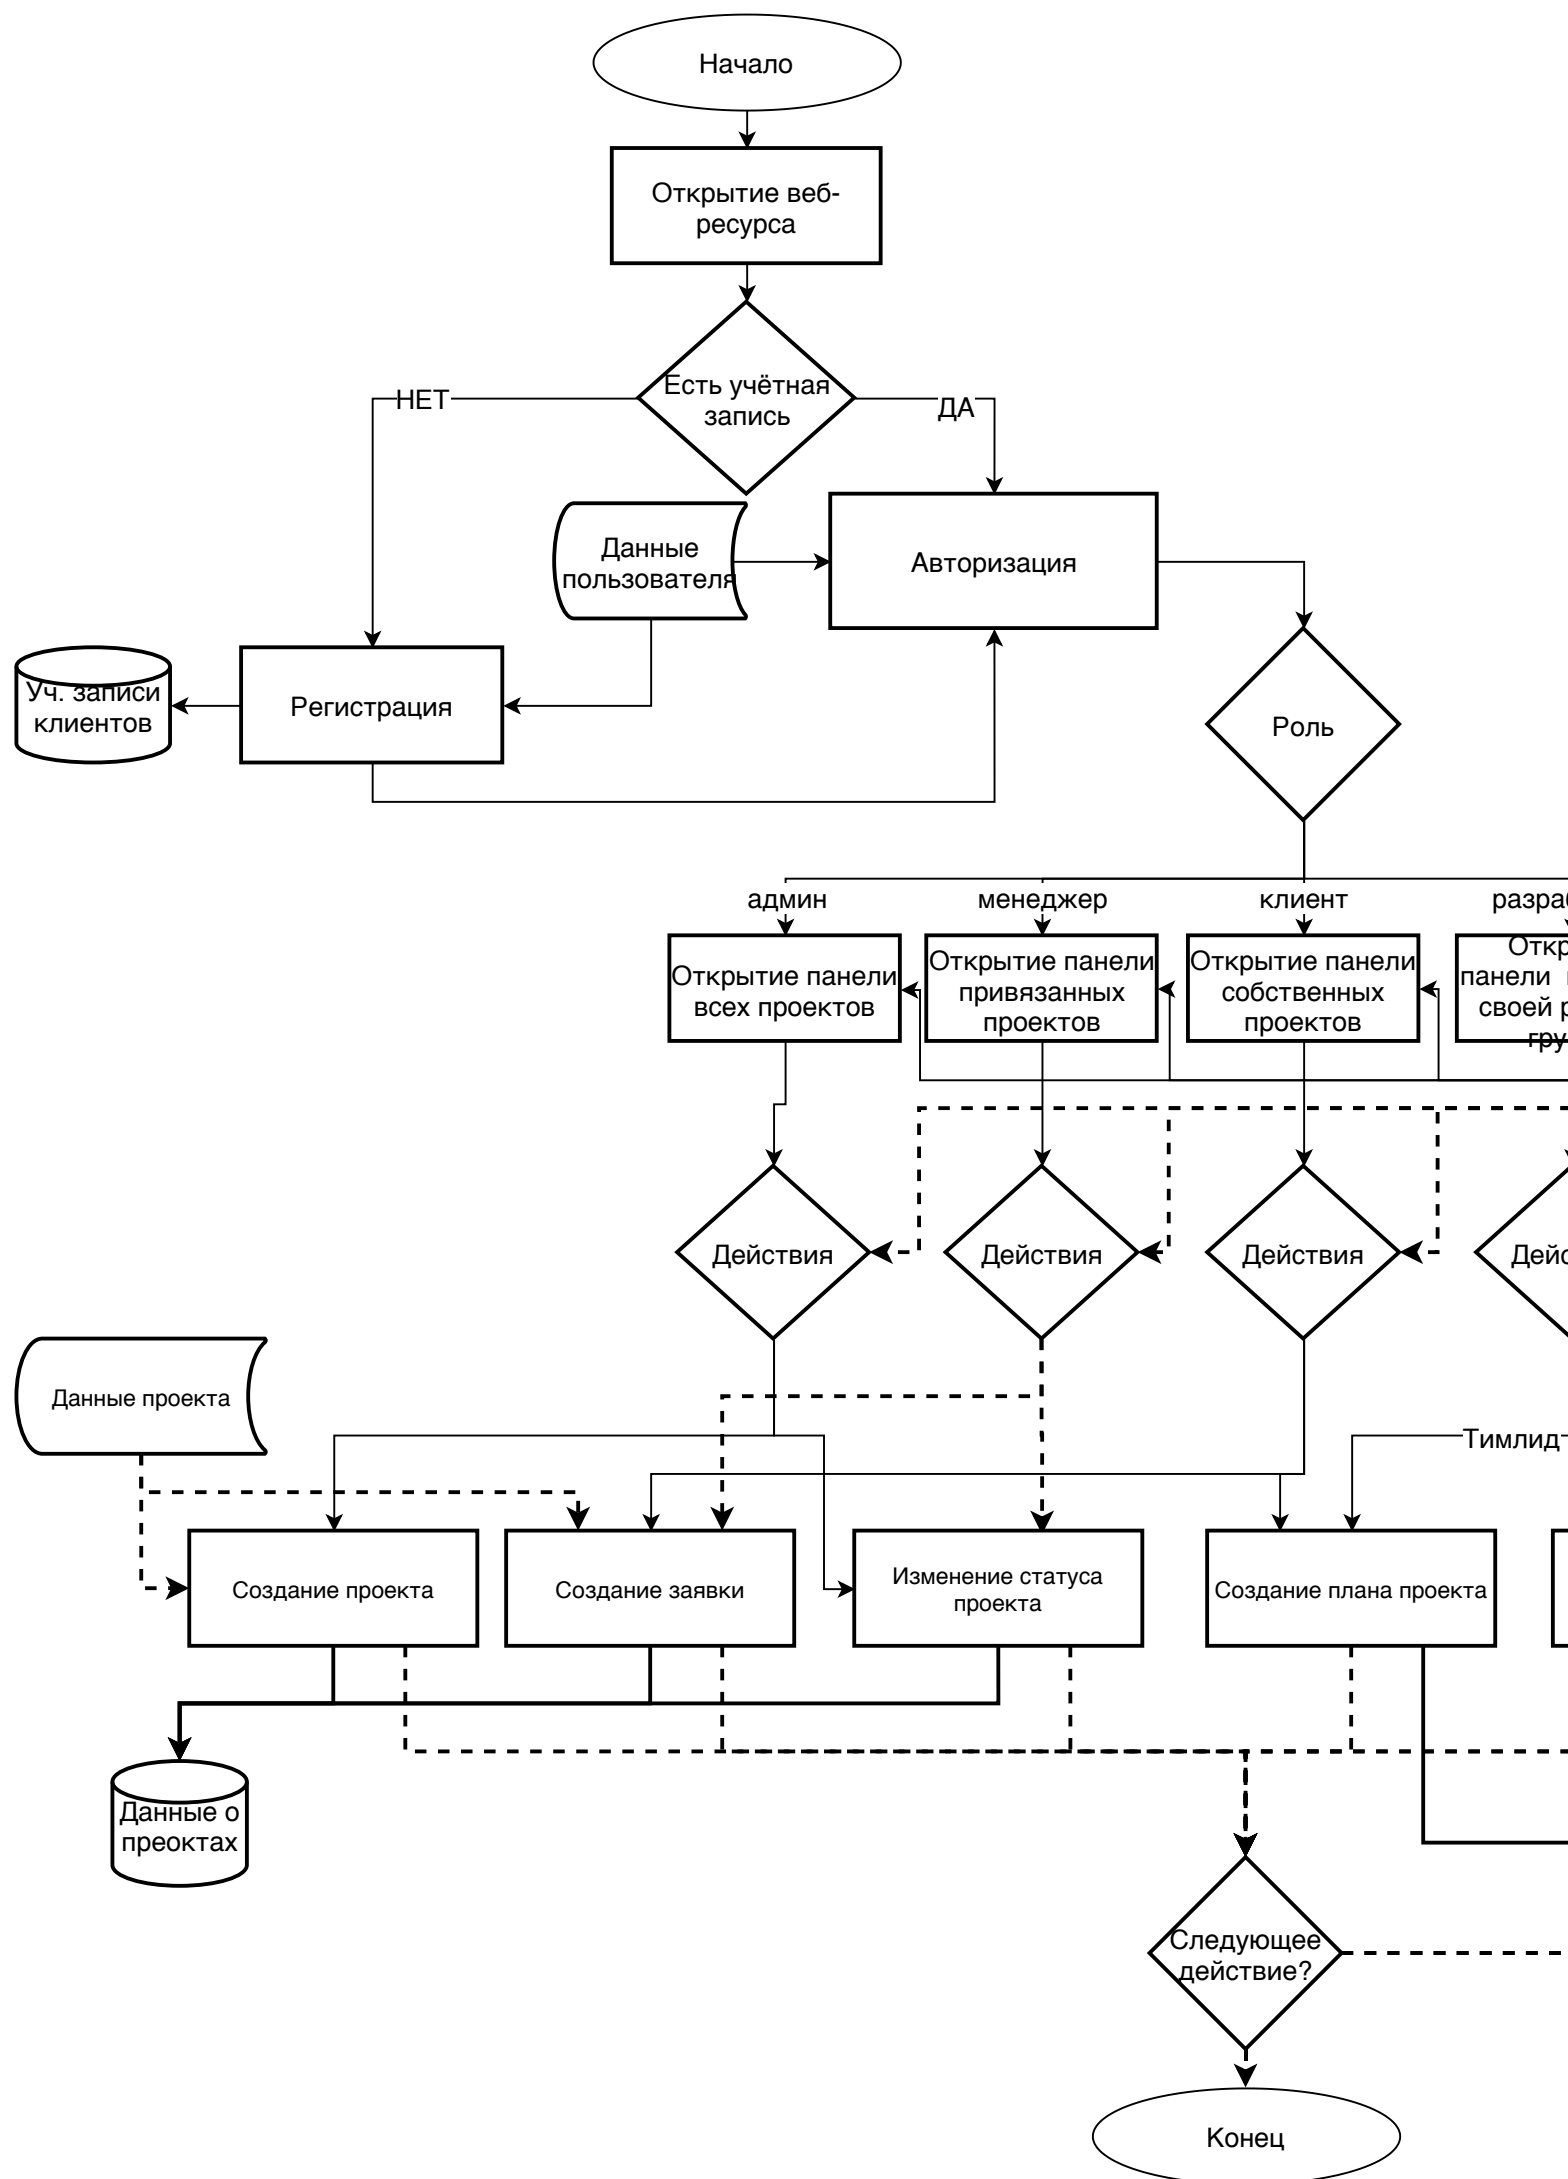 Начало
Открытие веб-
ресурса
Есть учётная
запись
НЕТ
ДА
Данные
пользователя
Авторизация
Уч. записи
клиентов
Регистрация
Роль
админ
менеджер
клиент
Открытие панели
всех проектов
Открытие панели
привязанных
проектов
Открытие панели
собственных
проектов
панели
своей
Действия
Действия
Действия
Данные проекта
Тимлид
Создание проекта
Создание заявки
Изменение статуса
проекта
Создание плана проекта
Данные о
преоктах
Следующее
действие?
Конец